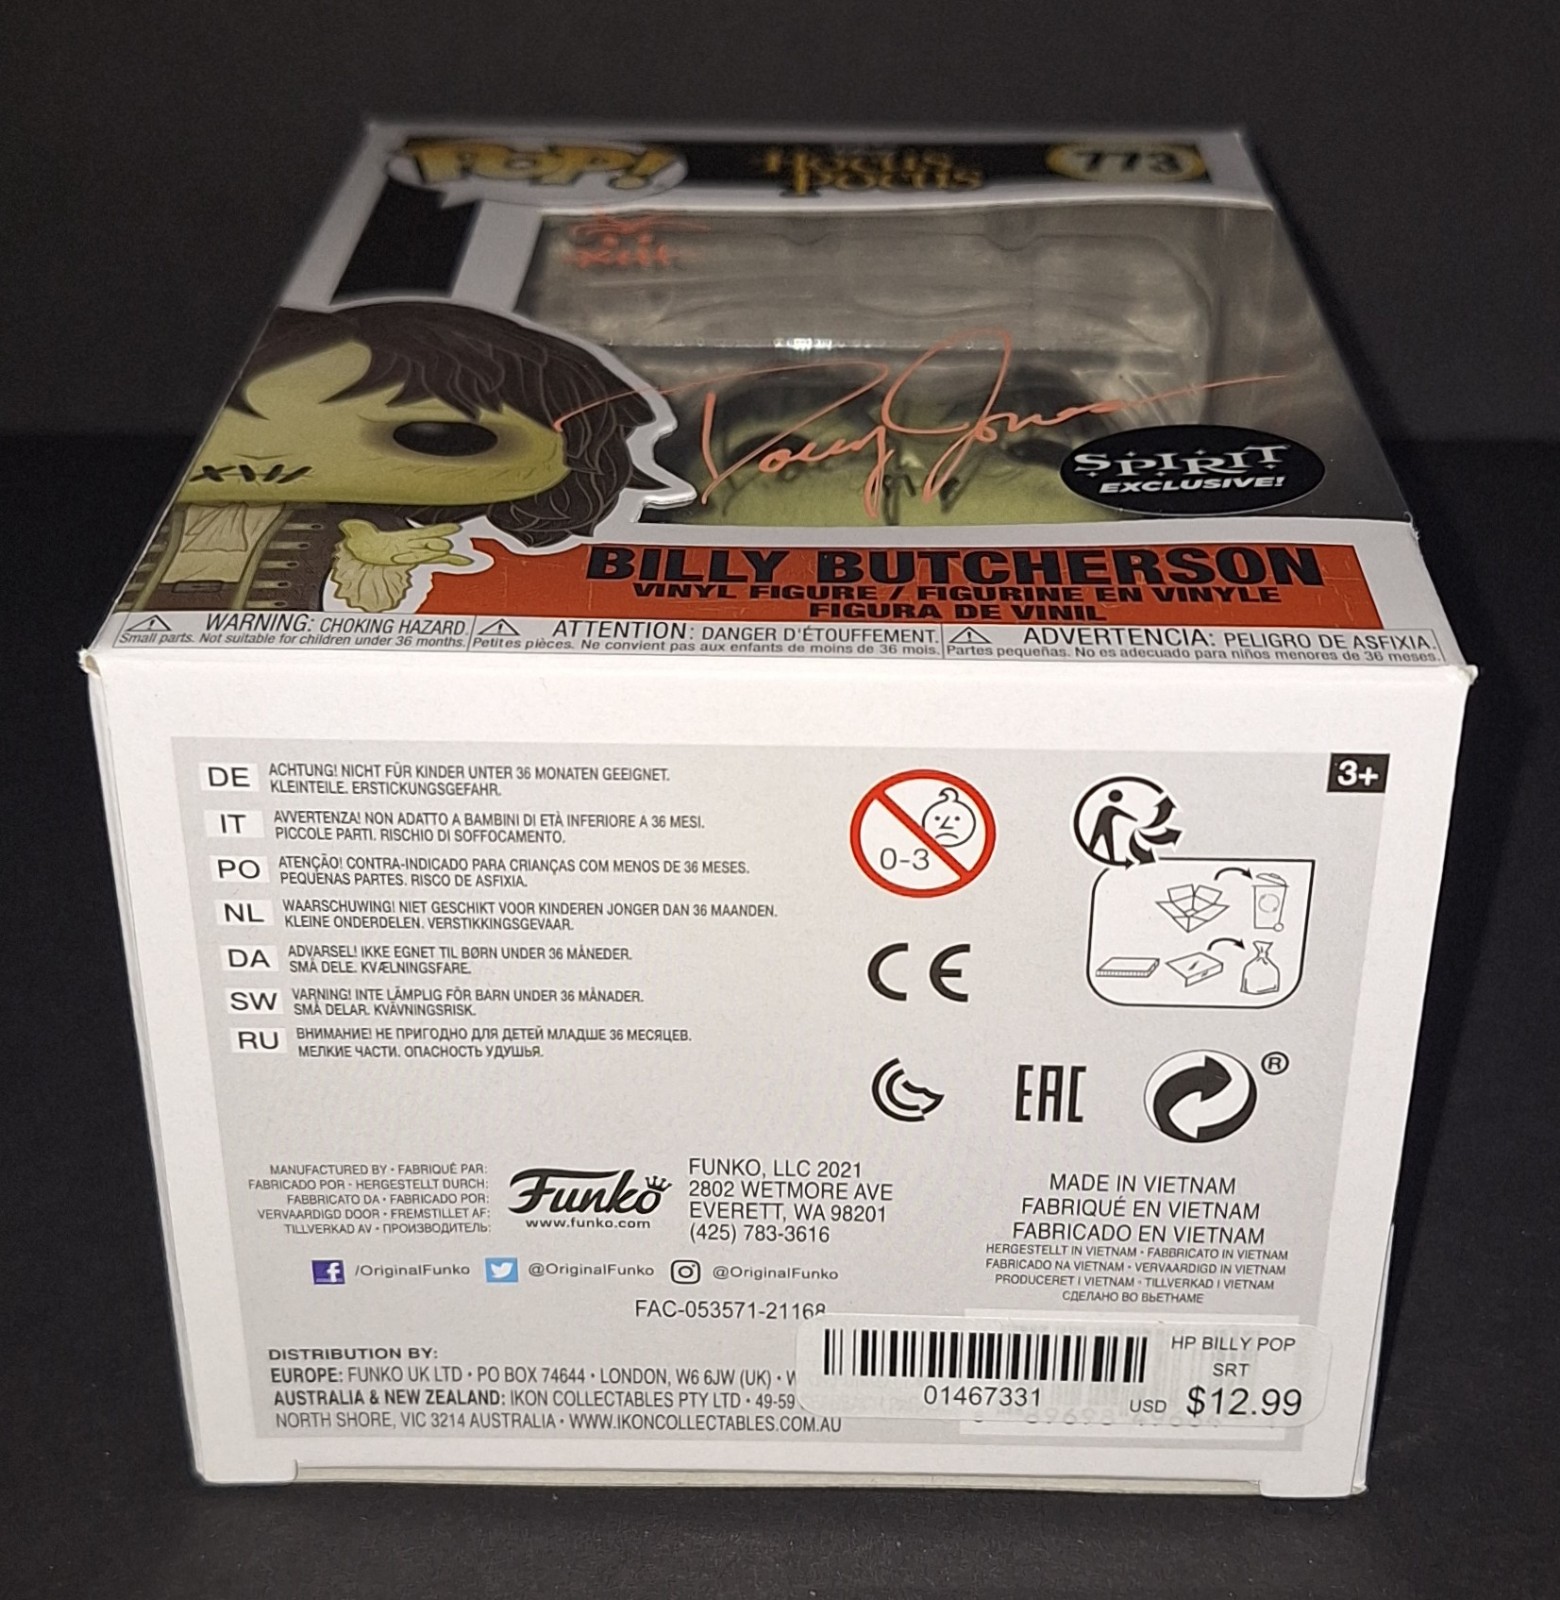 POP!
HOCUS POCUS
773
Doug Jones
SPIRIT
EXCLUSIVE!
BILLY BUTCHERSON
VINYL FIGURE / FIGURINE EN VINYLE
FIGURA DE VINIL
WARNING: CHOKING HAZARD.
Small parts. Not suitable for children under 36 months.
ATTENTION: DANGER D'ÉTOUFFEMENT.
Petites pièces. Ne convient pas aux enfants de moins de 36 mois.
ADVERTENCIA: PELIGRO DE ASFIXIA.
Partes pequeñas. No es adecuado para niños menores de 36 meses.
3+
DE ACHTUNG! NICHT FÜR KINDER UNTER 36 MONATEN GEEIGNET.
KLEINTEILE. ERSTICKUNGSGEFAHR.
IT AVVERTENZA! NON ADATTO A BAMBINI DI ETÀ INFERIORE A 36 MESI.
PICCOLE PARTI. RISCHIO DI SOFFOCAMENTO.
PO ATENÇÃO! CONTRA-INDICADO PARA CRIANÇAS COM MENOS DE 36 MESES.
PEQUENAS PARTES. RISCO DE ASFIXIA.
NL WAARSCHUWING! NIET GESCHIKT VOOR KINDEREN JONGER DAN 36 MAANDEN.
KLEINE ONDERDELEN. VERSTIKKINGSGEVAAR.
DA ADVARSEL! IKKE EGNET TIL BØRN UNDER 36 MÅNEDER.
SMÅ DELE. KVÆLNINGSFARE.
SW VARNING! INTE LÄMPLIG FÖR BARN UNDER 36 MÅNADER.
SMÅ DELAR. KVÄVNINGSRISK.
RU ВНИМАНИЕ! НЕ ПРИГОДНО ДЛЯ ДЕТЕЙ МЛАДШЕ 36 МЕСЯЦЕВ.
МЕЛКИЕ ЧАСТИ. ОПАСНОСТЬ УДУШЬЯ.
0-3
CE
EAC
®
MANUFACTURED BY • FABRIQUÉ PAR:
FABRICADO POR • HERGESTELLT DURCH:
FABBRICATO DA • FABRICADO POR:
VERVAARDIGD DOOR • FREMSTILLET AF:
TILLVERKAD AV • ПРОИЗВОДИТЕЛЬ:
Funko
www.funko.com
FUNKO, LLC 2021
2802 WETMORE AVE
EVERETT, WA 98201
(425) 783-3616
MADE IN VIETNAM
FABRIQUÉ EN VIETNAM
FABRICADO EN VIETNAM
HERGESTELLT IN VIETNAM • FABBRICATO IN VIETNAM
FABRICADO NA VIETNAM • VERVAARDIGD IN VIETNAM
PRODUCERET I VIETNAM • TILLVERKAD I VIETNAM
СДЕЛАНО ВО ВЬЕТНАМЕ
/OriginalFunko @OriginalFunko @OriginalFunko
FAC-053571-21168
DISTRIBUTION BY:
EUROPE: FUNKO UK LTD • PO BOX 74644 • LONDON, W6 6JW (UK) • W
AUSTRALIA & NEW ZEALAND: IKON COLLECTABLES PTY LTD • 49-59
NORTH SHORE, VIC 3214 AUSTRALIA • WWW.IKONCOLLECTABLES.COM.AU
HP BILLY POP
SRT
01467331
USD $12.99